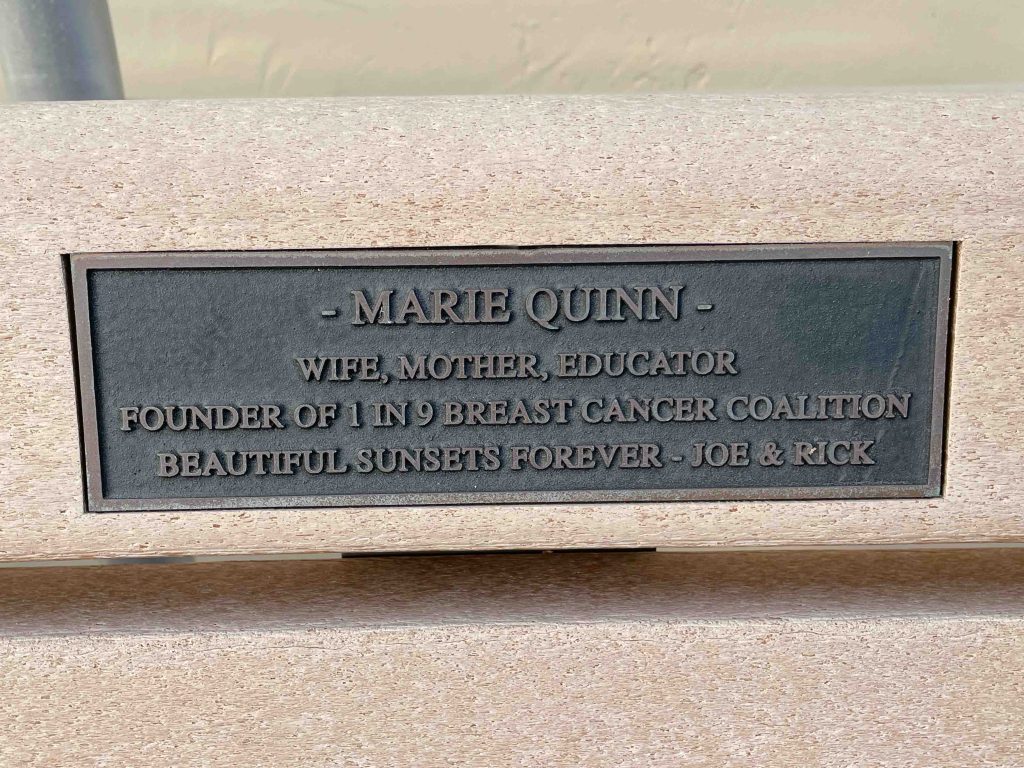 - MARIE QUINN -
WIFE, MOTHER, EDUCATOR
FOUNDER OF 1 IN 9 BREAST CANCER COALITION
BEAUTIFUL SUNSETS FOREVER - JOE & RICK